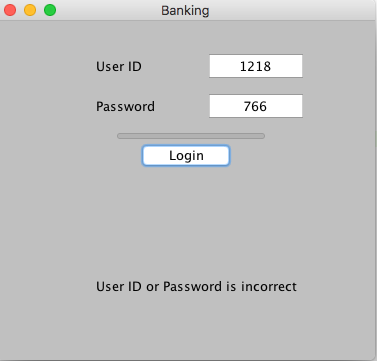 Banking
User ID 1218
Password 766
Login
User ID or Password is incorrect